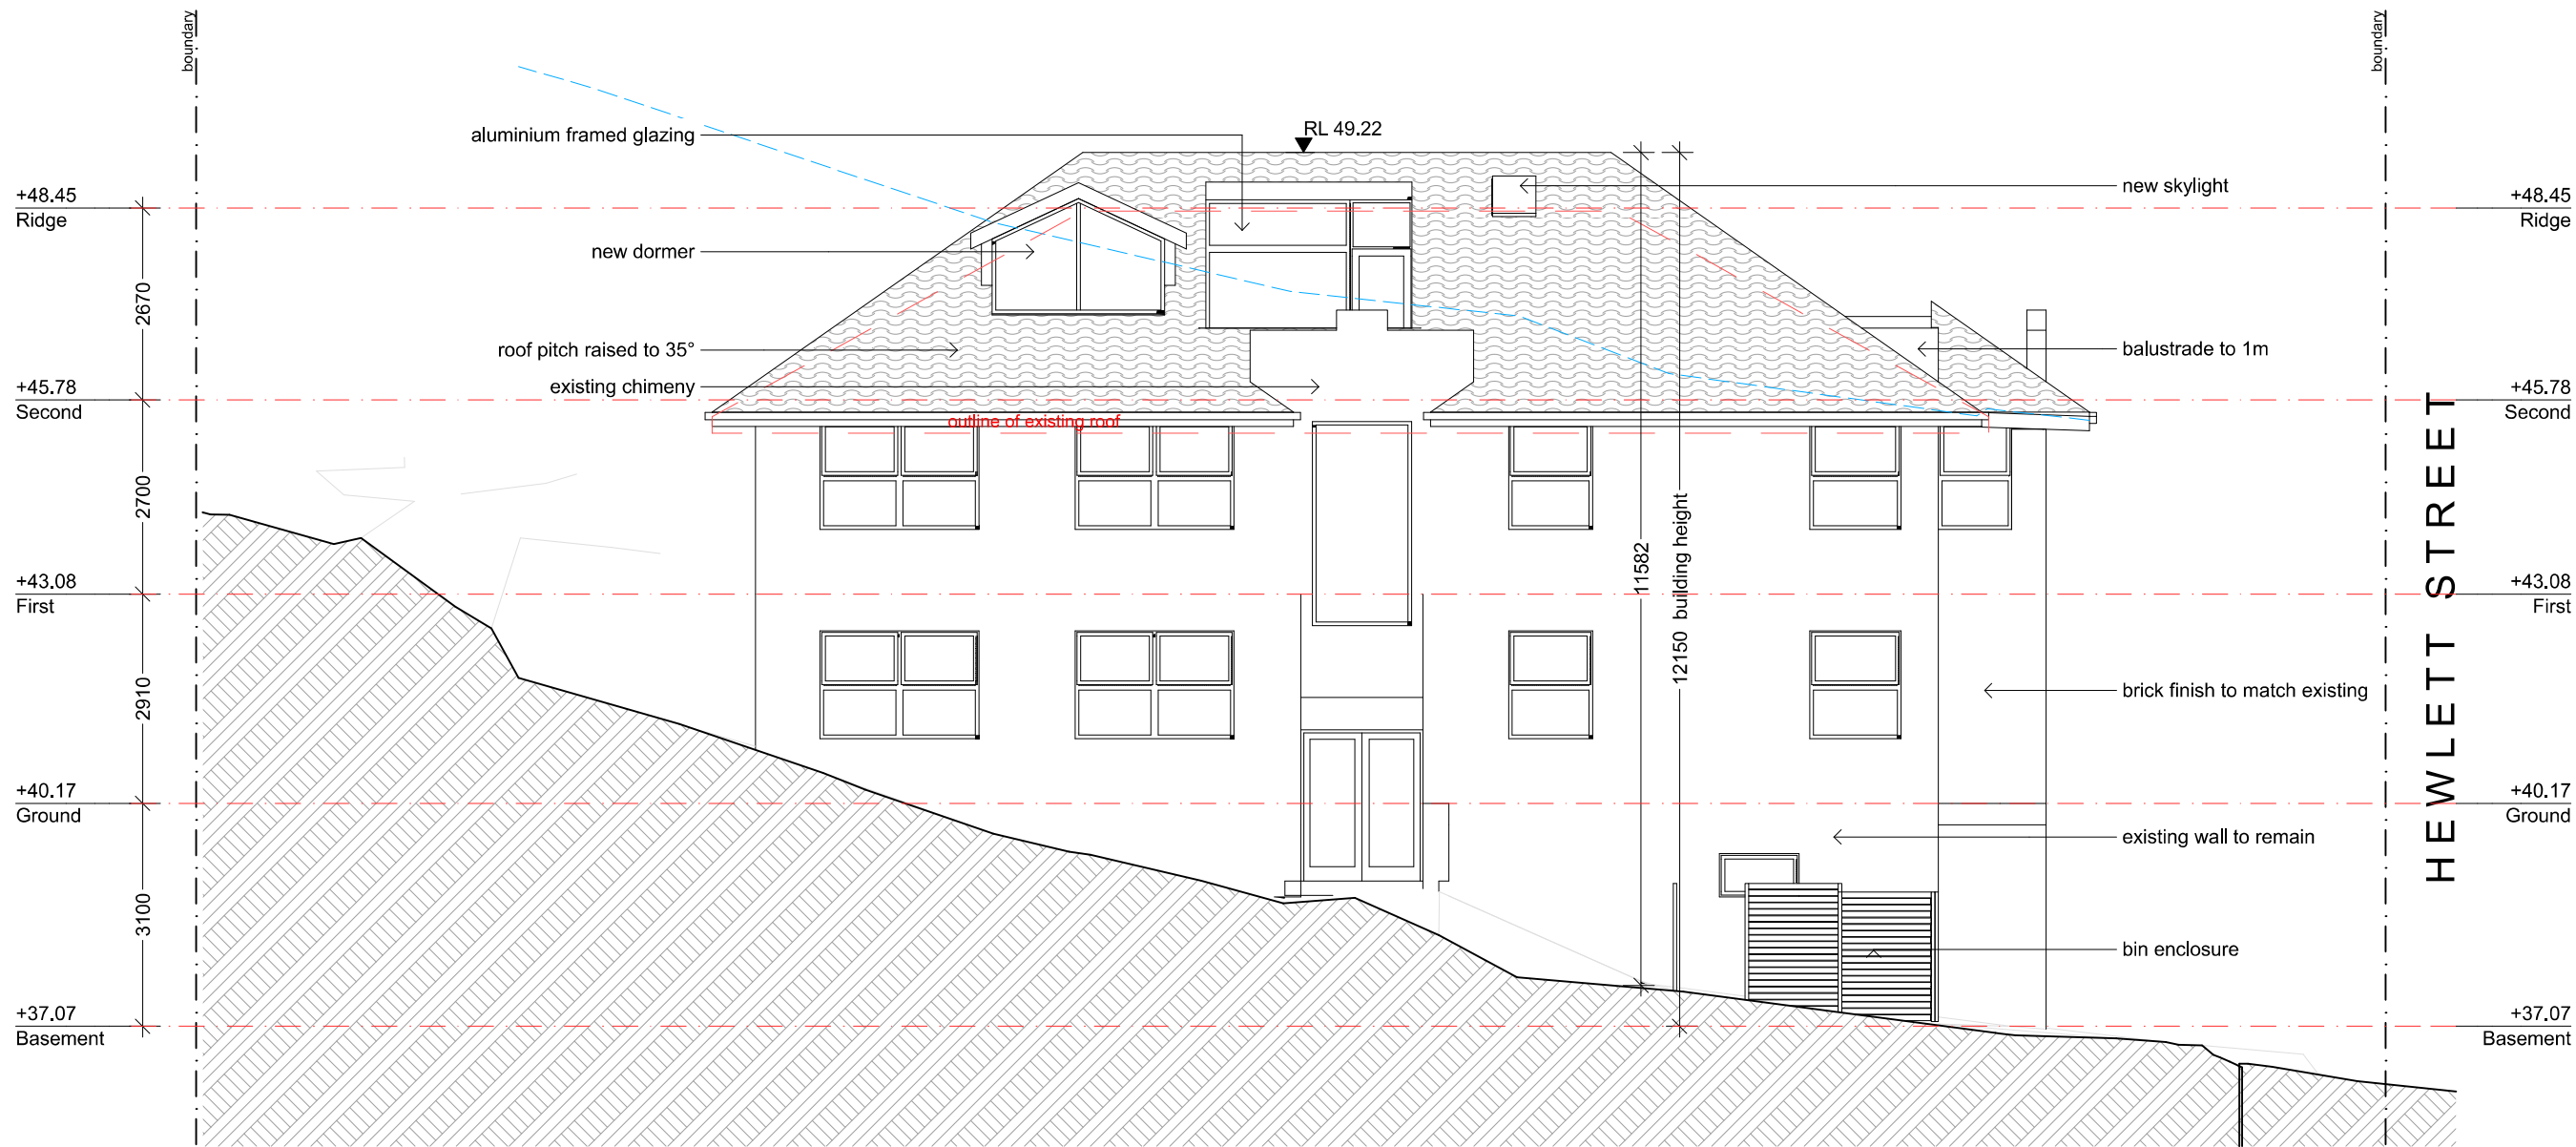 boundary
boundary
RL 49.22
aluminium framed glazing
new skylight
+48.45
Ridge
+48.45
Ridge
new dormer
2670
roof pitch raised to 35°
balustrade to 1m
existing chimeny
+45.78
Second
+45.78
Second
outline of existing roof
2700
11582
12150 building height
HEWLETT STREET
+43.08
First
+43.08
First
2910
brick finish to match existing
+40.17
Ground
+40.17
Ground
existing wall to remain
3100
bin enclosure
+37.07
Basement
+37.07
Basement